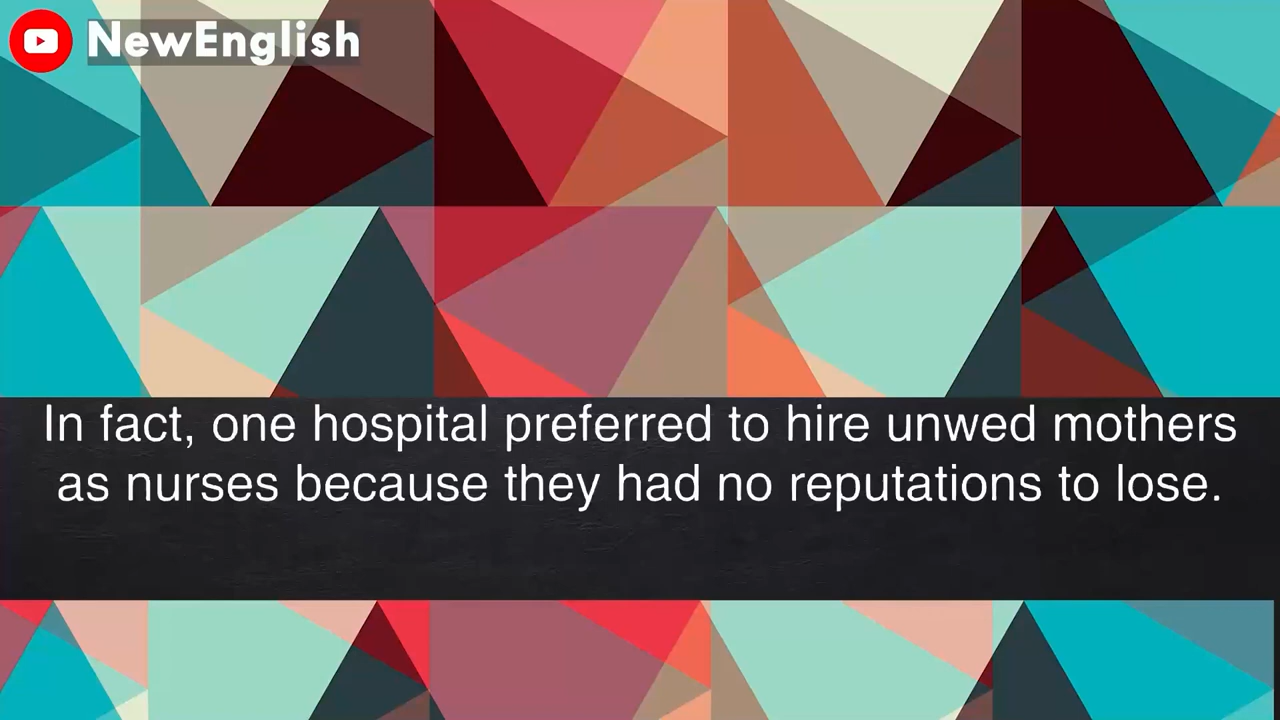 NewEnglish
In fact, one hospital preferred to hire unwed mothers
as nurses because they had no reputations to lose.